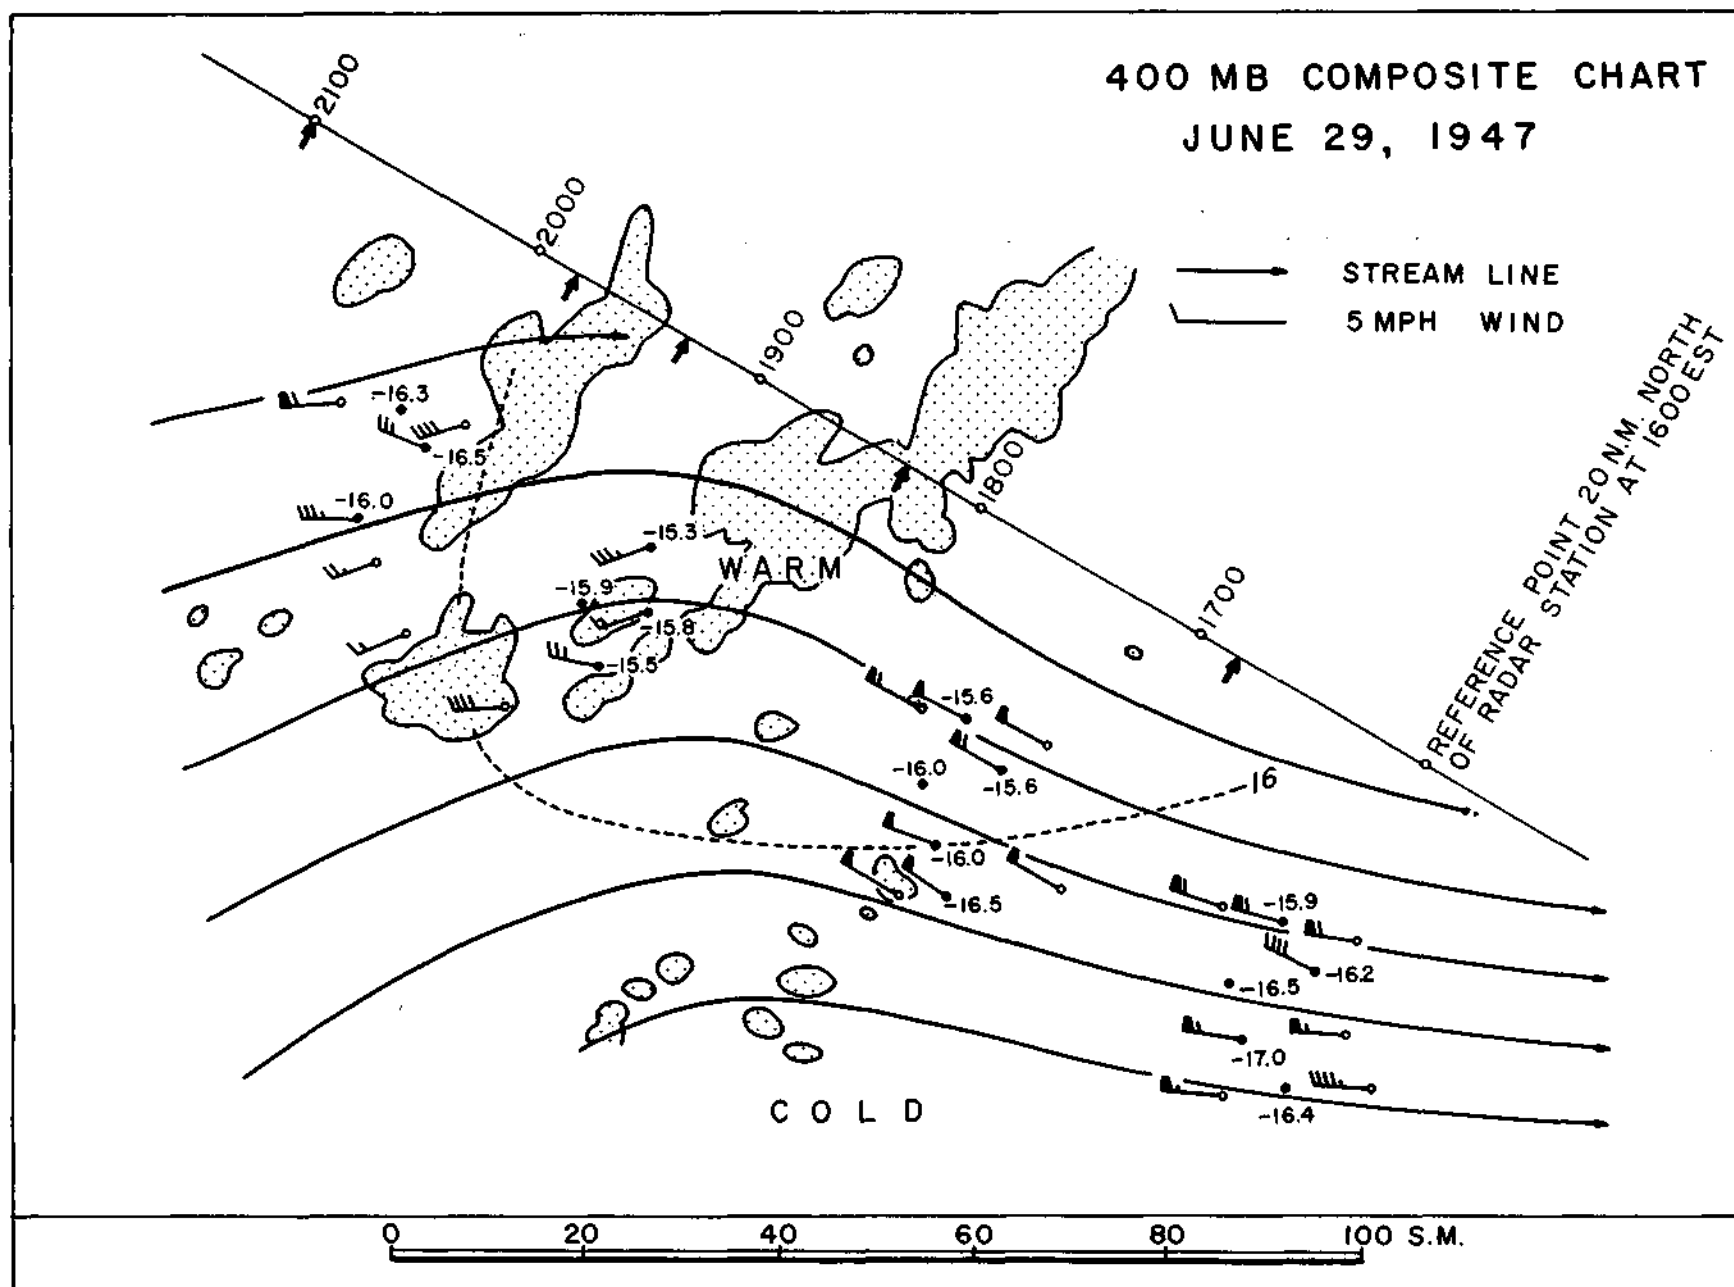 400 MB COMPOSITE CHART
JUNE 29, 1947
STREAM LINE
5 MPH WIND
2100
2000
1900
1800
1700
REFERENCE POINT 20 N.M. NORTH
OF RADAR STATION AT 1600 EST
-16.3
-16.5
-16.0
-15.3
WARM
-15.9
-15.8
-15.5
-15.6
-15.6
-16.0
16
-16.0
-16.5
-15.9
-16.2
-16.5
-17.0
-16.4
COLD
0 20 40 60 80 100 S.M.